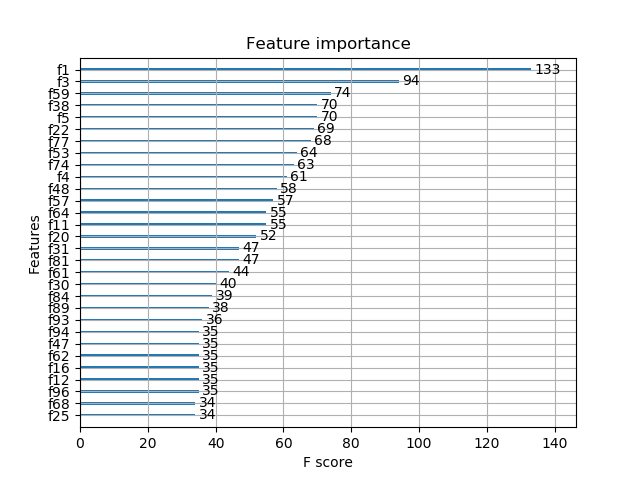 Feature importance
f1 133
f3 94
f59 74
f38 70
f5 70
f22 69
f77 68
f53 64
f74 63
f4 61
f48 58
f57 57
f64 55
f11 55
f20 52
f31 47
f81 47
f61 44
f30 40
f84 39
f89 38
f93 36
f94 35
f47 35
f62 35
f16 35
f12 35
f96 35
f68 34
f25 34
Features
0 20 40 60 80 100 120 140
F score